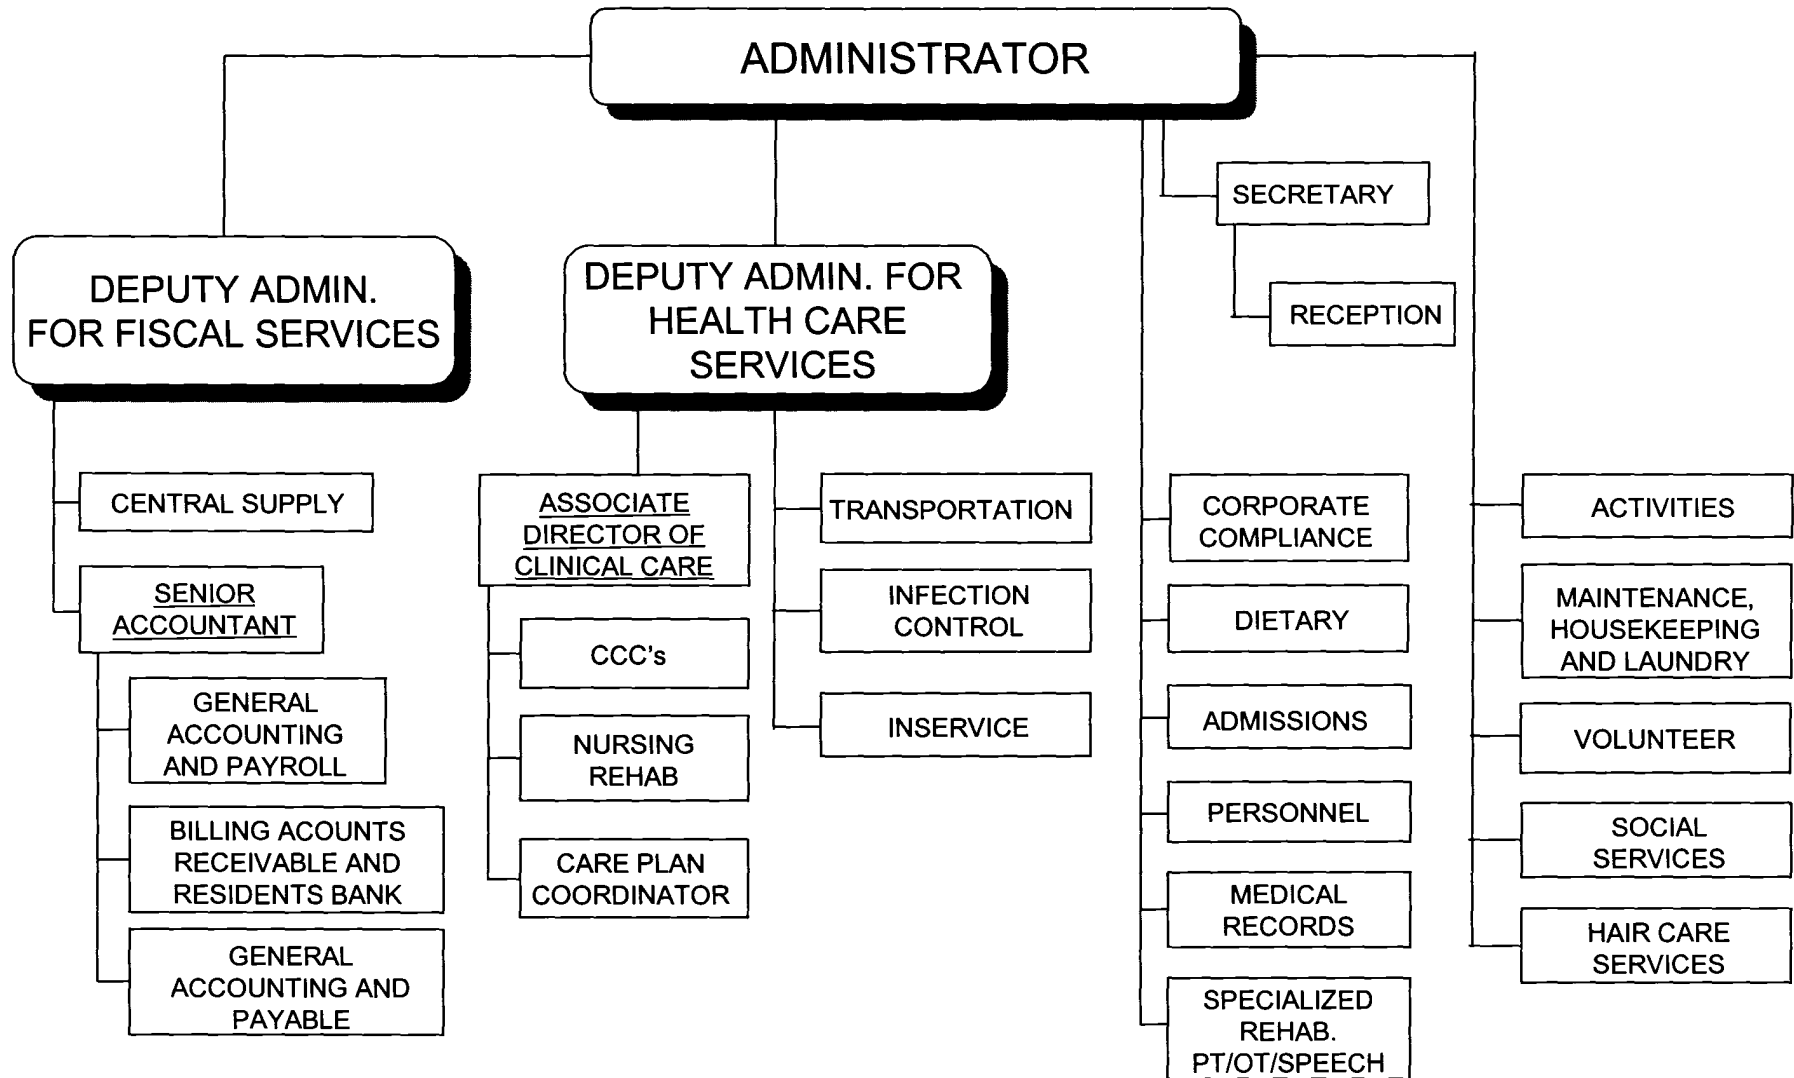 ADMINISTRATOR
SECRETARY
RECEPTION
DEPUTY ADMIN.
FOR FISCAL SERVICES
DEPUTY ADMIN. FOR
HEALTH CARE
SERVICES
CENTRAL SUPPLY
SENIOR
ACCOUNTANT
GENERAL
ACCOUNTING
AND PAYROLL
BILLING ACOUNTS
RECEIVABLE AND
RESIDENTS BANK
GENERAL
ACCOUNTING AND
PAYABLE
ASSOCIATE
DIRECTOR OF
CLINICAL CARE
CCC's
NURSING
REHAB
CARE PLAN
COORDINATOR
TRANSPORTATION
INFECTION
CONTROL
INSERVICE
CORPORATE
COMPLIANCE
DIETARY
ADMISSIONS
PERSONNEL
MEDICAL
RECORDS
SPECIALIZED
REHAB.
PT/OT/SPEECH
ACTIVITIES
MAINTENANCE,
HOUSEKEEPING
AND LAUNDRY
VOLUNTEER
SOCIAL
SERVICES
HAIR CARE
SERVICES